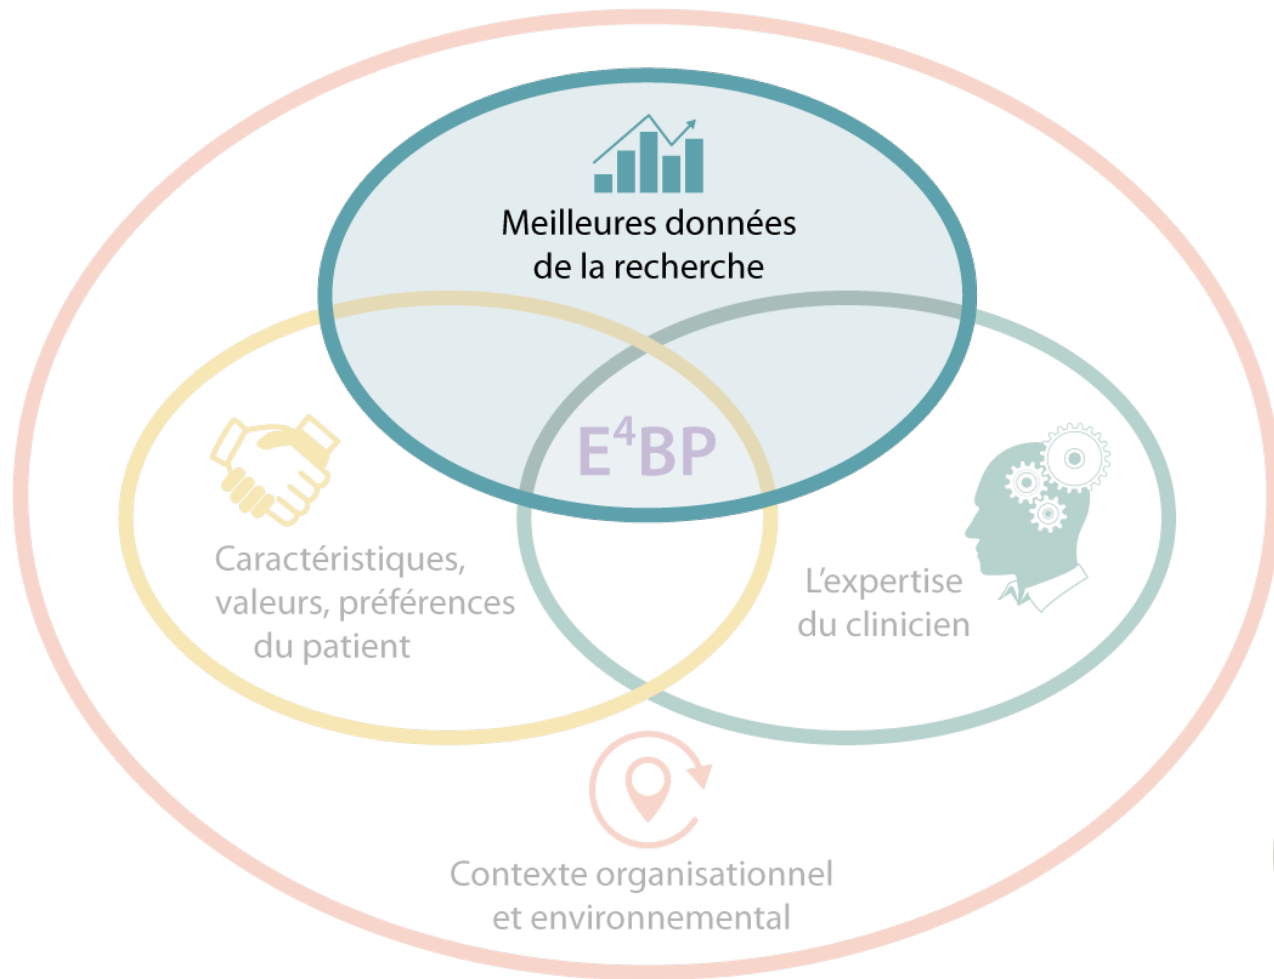 Meilleures données
de la recherche
E⁴BP
Caractéristiques,
valeurs, préférences
du patient
L’expertise
du clinicien
Contexte organisationnel
et environnemental